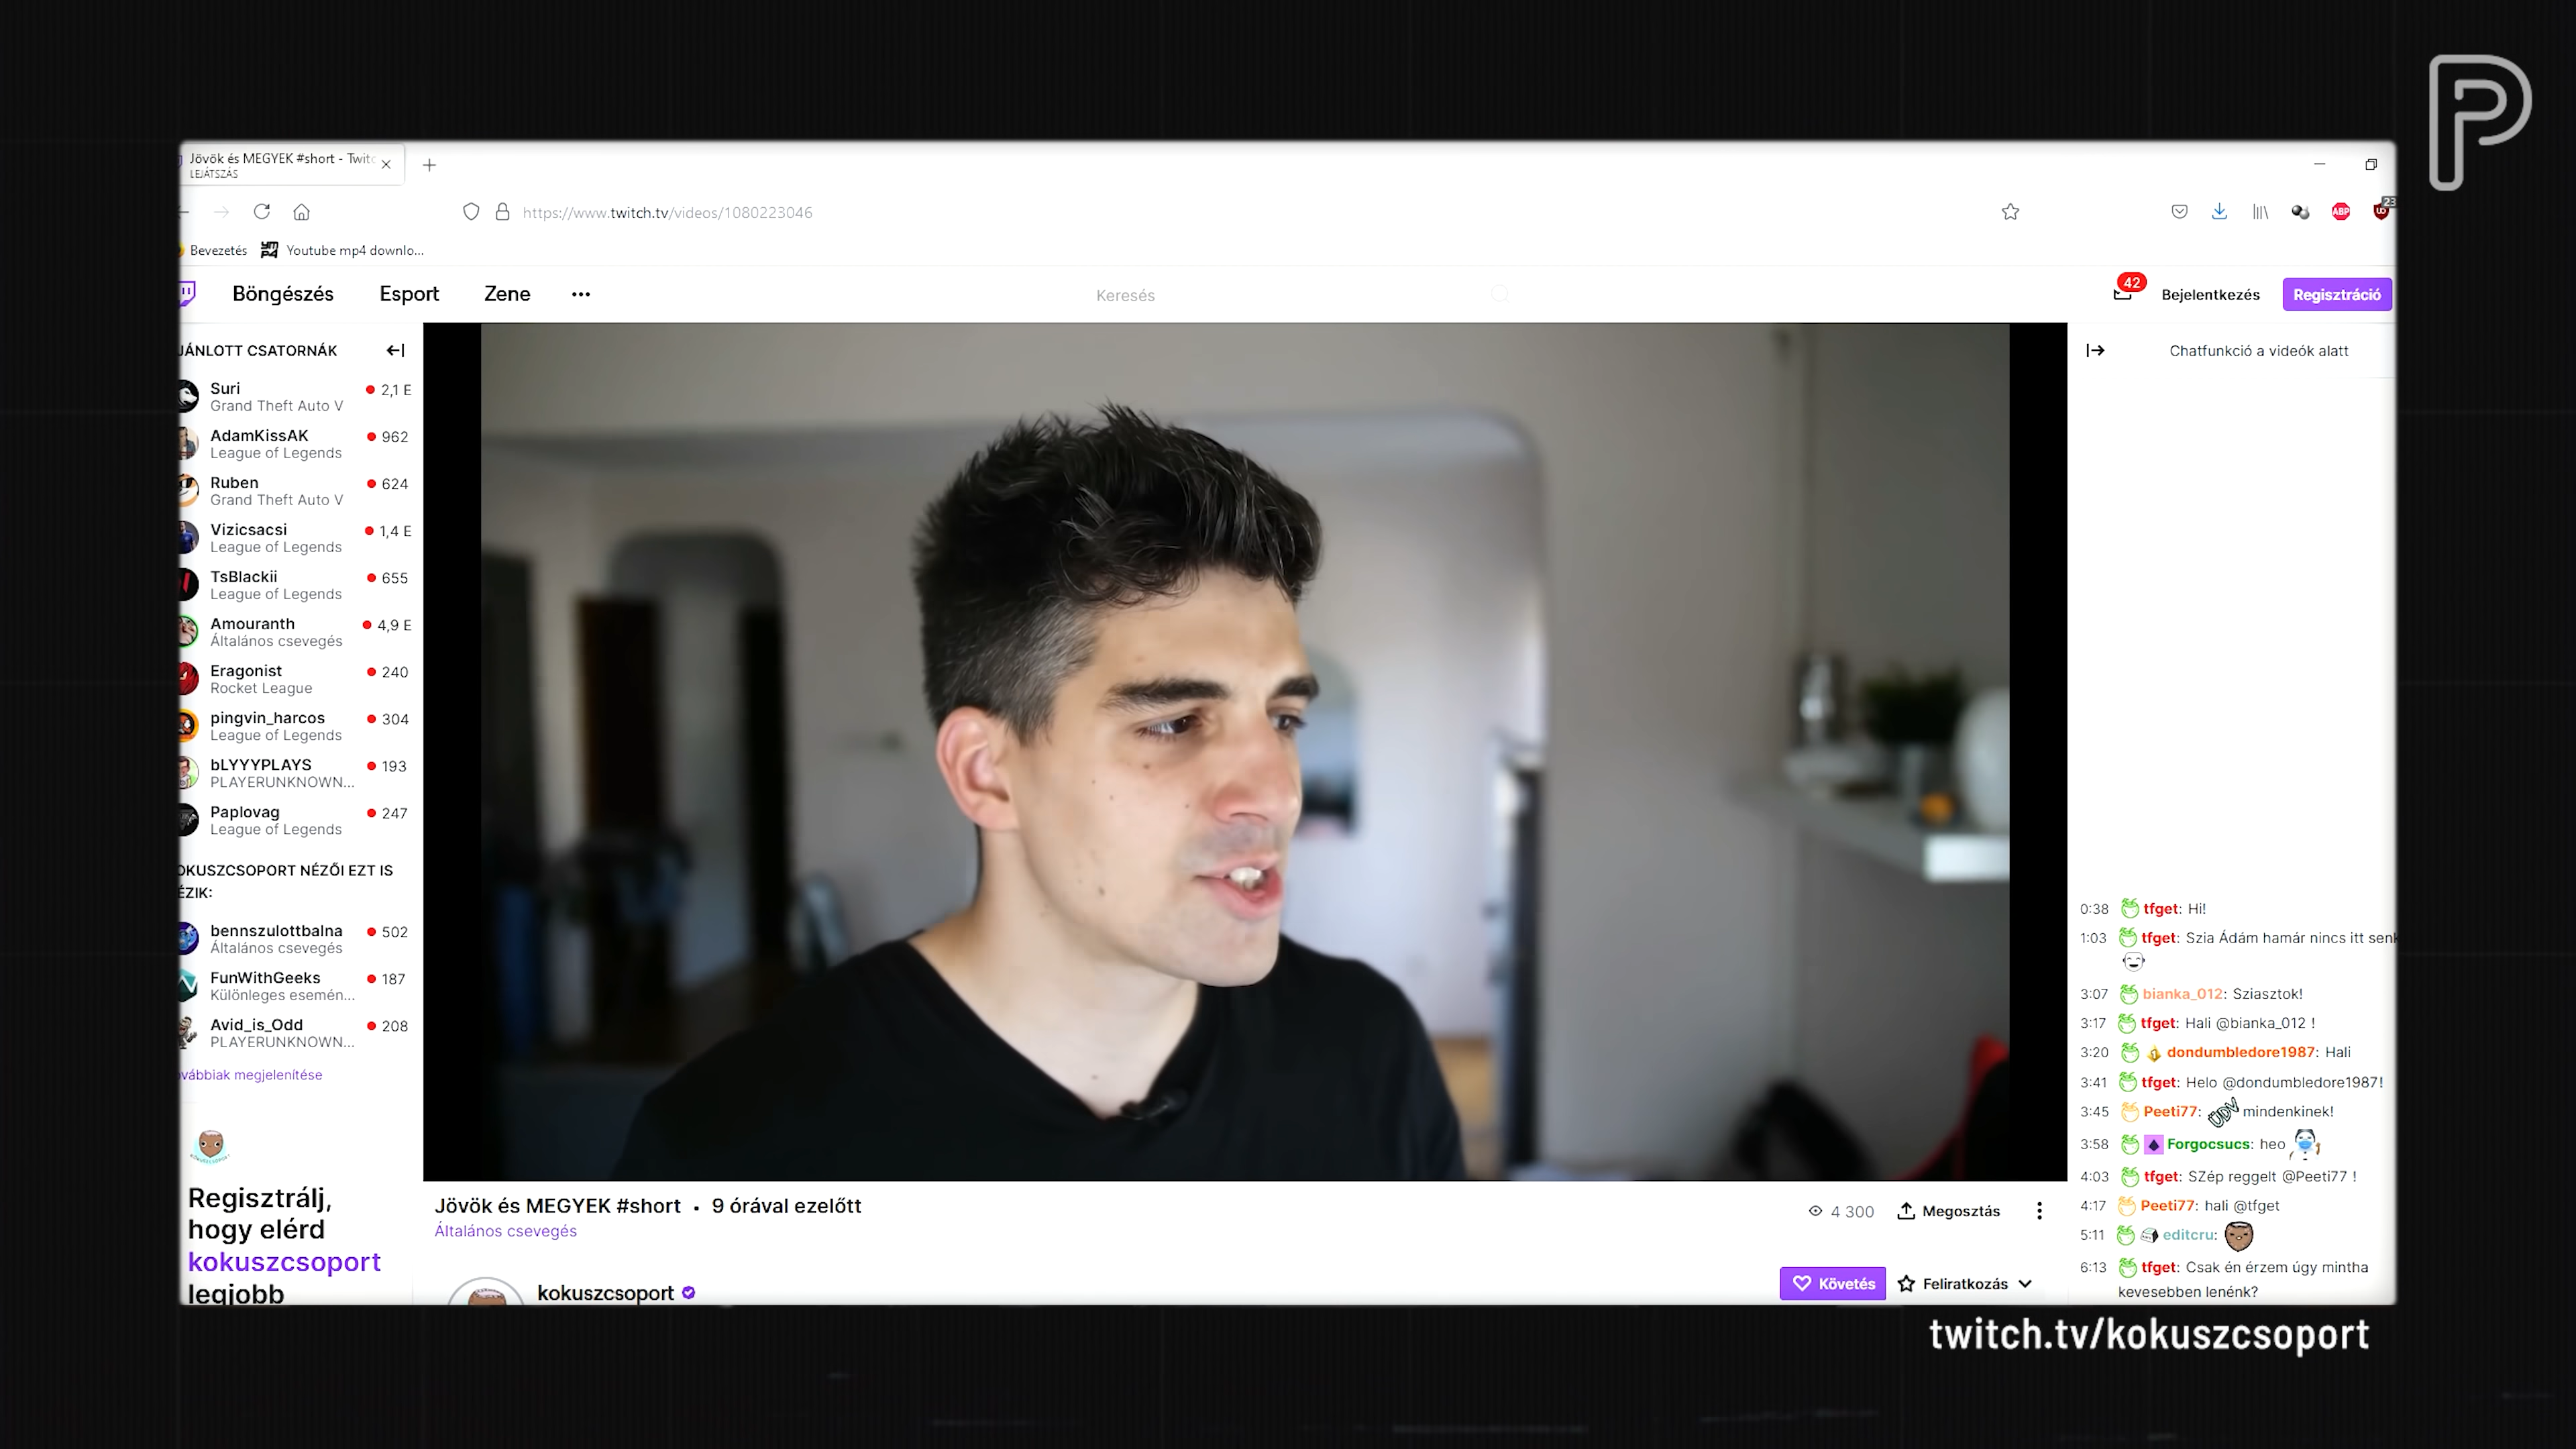 Jövök és MEGYEK #short - Twitc
LEJÁTSZÁS
https://www.twitch.tv/videos/1080223046
23
ABP
Bevezetés
Youtube mp4 downlo...
Böngészés
Esport
Zene
Keresés
42
Bejelentkezés
Regisztráció
JÁNLOTT CSATORNÁK
Suri
2,1 E
Grand Theft Auto V
AdamKissAK
962
League of Legends
Ruben
624
Grand Theft Auto V
Vizicsacsi
1,4 E
League of Legends
TsBlackii
655
League of Legends
Amouranth
4,9 E
Általános csevegés
Eragonist
240
Rocket League
pingvin_harcos
304
League of Legends
bLYYYPLAYS
193
PLAYERUNKNOWN...
Paplovag
247
League of Legends
OKUSZCSOPORT NÉZŐI EZT IS
ÉZIK:
bennszulottbalna
502
Általános csevegés
FunWithGeeks
187
Különleges esemén...
Avid_is_Odd
208
PLAYERUNKNOWN...
vábbiak megjelenítése
Regisztrálj,
hogy elérd
kokuszcsoport
legjobb
Jövök és MEGYEK #short • 9 órával ezelőtt
Általános csevegés
4 300
Megosztás
kokuszcsoport
Követés
Feliratkozás
Chatfunkció a videók alatt
0:38 tfget: Hi!
1:03 tfget: Szia Ádám hamár nincs itt senk
3:07 bianka_012: Sziasztok!
3:17 tfget: Hali @bianka_012 !
3:20 dondumbledore1987: Hali
3:41 tfget: Helo @dondumbledore1987!
3:45 Peeti77: ÜDV mindenkinek!
3:58 Forgocsucs: heo
4:03 tfget: SZép reggelt @Peeti77 !
4:17 Peeti77: hali @tfget
5:11 editcru:
6:13 tfget: Csak én érzem úgy mintha
kevesebben lenénk?
twitch.tv/kokuszcsoport